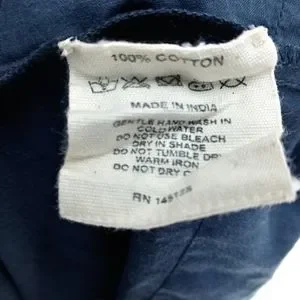 100% COTTON
MADE IN INDIA
GENTLE HAND WASH IN
COLD WATER
DO NOT USE BLEACH
DRY IN SHADE
DO NOT TUMBLE DR
WARM IRON
DO NOT DRY C
RN